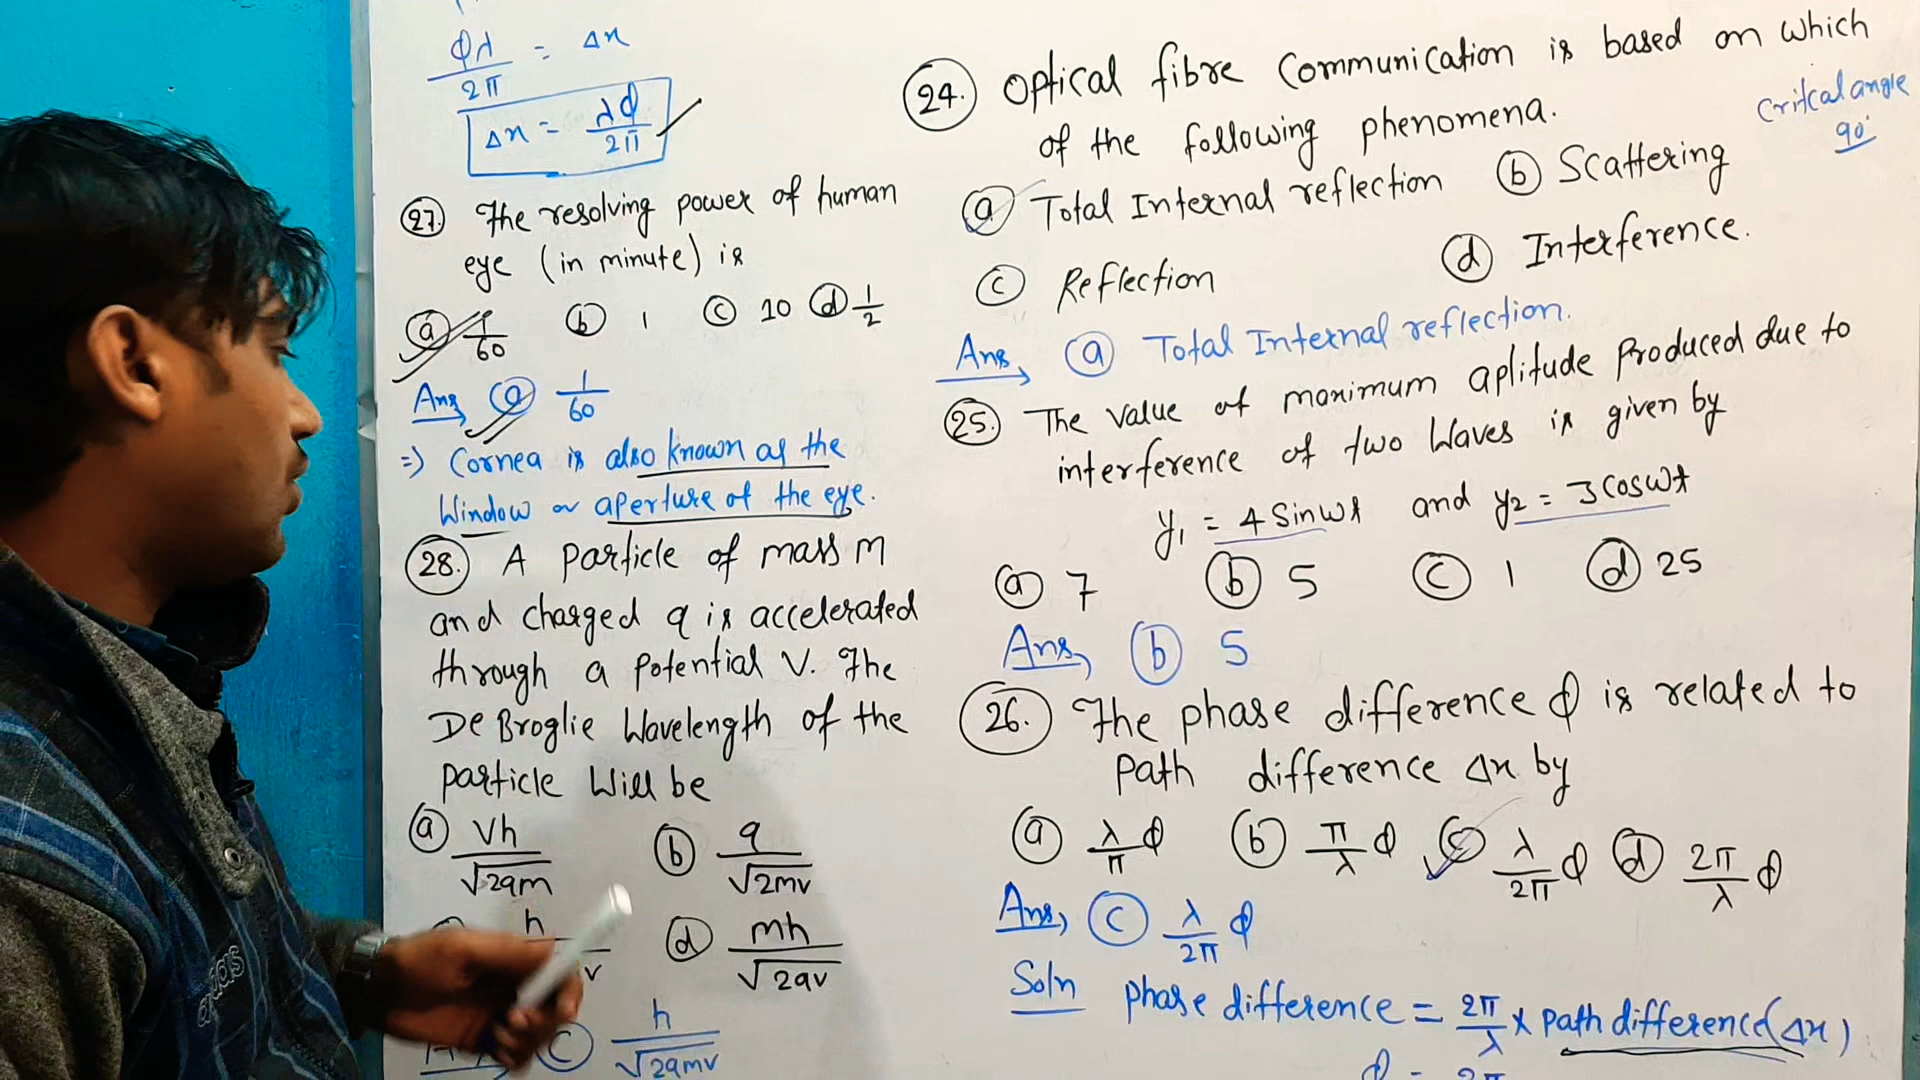 ϕλ/2π = Δx
Δx = λϕ/2π
27. The resolving power of human
eye (in minute) is
(a) 1/60 (b) 1 (c) 10 (d) 1/2
Ans, (a) 1/60
=) Cornea is also known as the
Window or aperture of the eye.
28. A particle of mass m
and charged q is accelerated
through a potential V. The
De Broglie Wavelength of the
particle Will be
(a) Vh/√2qm (b) q/√2mv
h v (d) mh/√2qv
(c) h/√2qmv
24. Optical fibre Communication is based on which
of the following phenomena.
Critcal angle
90°
(a) Total Internal reflection (b) Scattering
(c) Reflection (d) Interference.
Ans, (a) Total Internal reflection.
25. The value of maximum aplitude produced due to
interference of two Waves is given by
y₁ = 4 Sinωt and y₂ = 3 Cosωt
(a) 7 (b) 5 (c) 1 (d) 25
Ans, (b) 5
26. The phase difference ϕ is related to
path difference Δx by
(a) λ/π ϕ (b) π/λ ϕ (c) λ/2π ϕ (d) 2π/λ ϕ
Ans, (c) λ/2π ϕ
Soln phase difference = 2π/λ × path difference (Δx)
ϕ = 2π
adidas